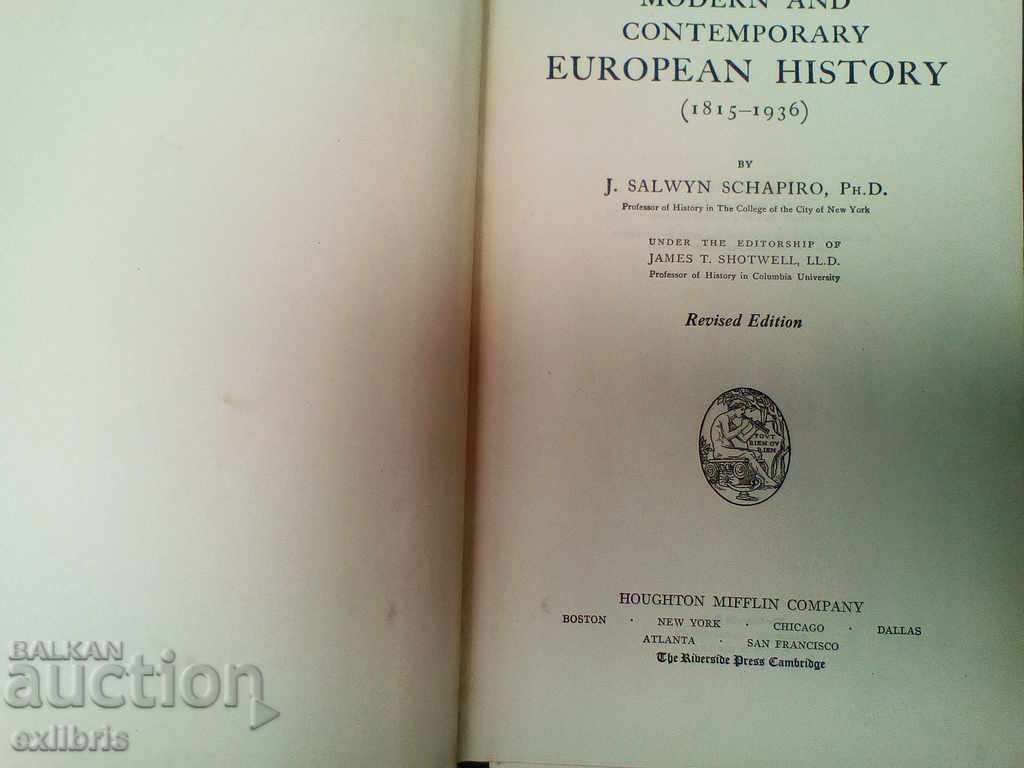 MODERN AND
CONTEMPORARY
EUROPEAN HISTORY
(1815–1936)
BY
J. SALWYN SCHAPIRO, PH.D.
Professor of History in The College of the City of New York
UNDER THE EDITORSHIP OF
JAMES T. SHOTWELL, LL.D.
Professor of History in Columbia University
Revised Edition
TOVT
BIEN OV
RIEN
HOUGHTON MIFFLIN COMPANY
BOSTON · NEW YORK · CHICAGO · DALLAS
ATLANTA · SAN FRANCISCO
The Riverside Press Cambridge
BALKAN
auction
exlibris